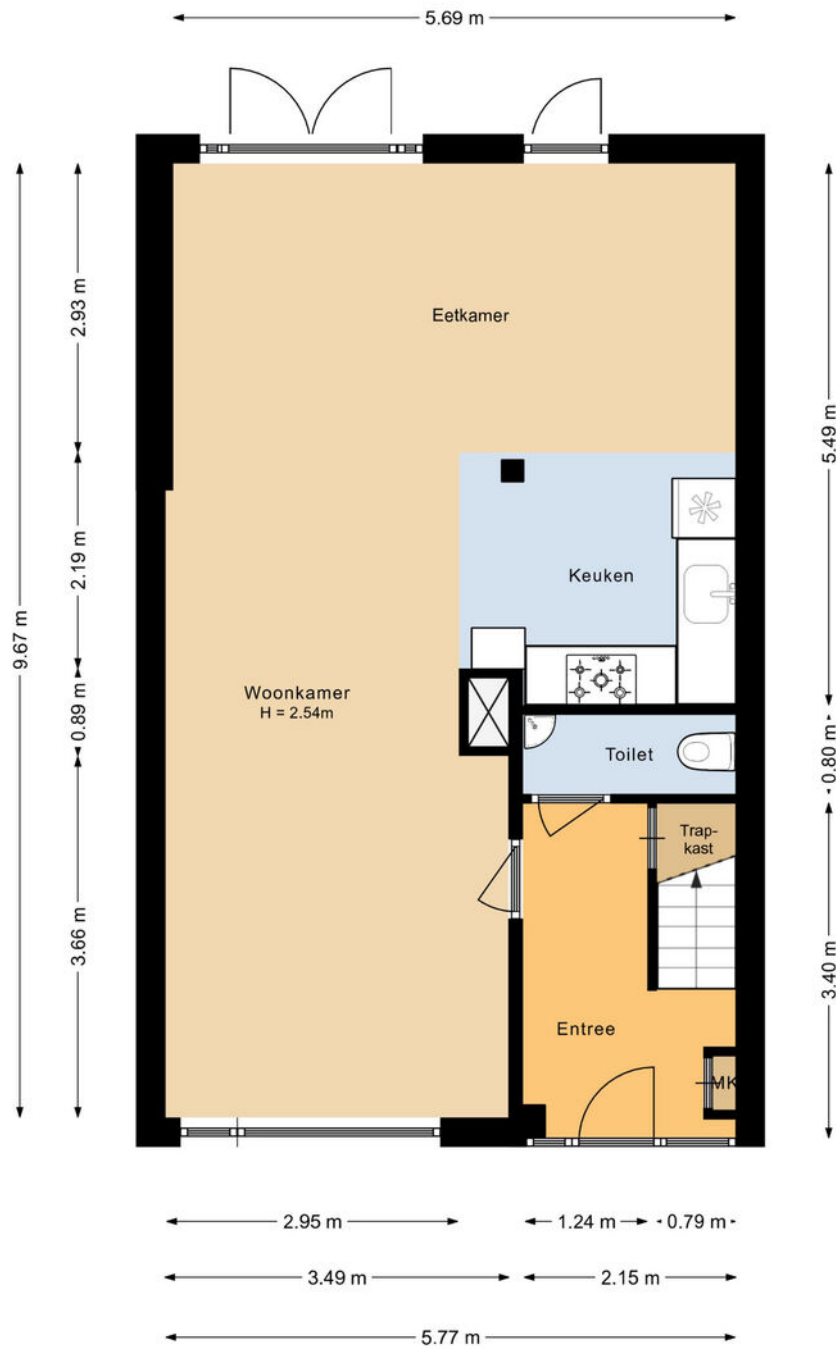 5.69 m
2.93 m
Eetkamer
5.49 m
2.19 m
Keuken
9.67 m
0.89 m
Woonkamer
H = 2.54m
Toilet
0.80 m
Trap-
kast
3.66 m
3.40 m
Entree
MK
2.95 m
1.24 m
0.79 m
3.49 m
2.15 m
5.77 m